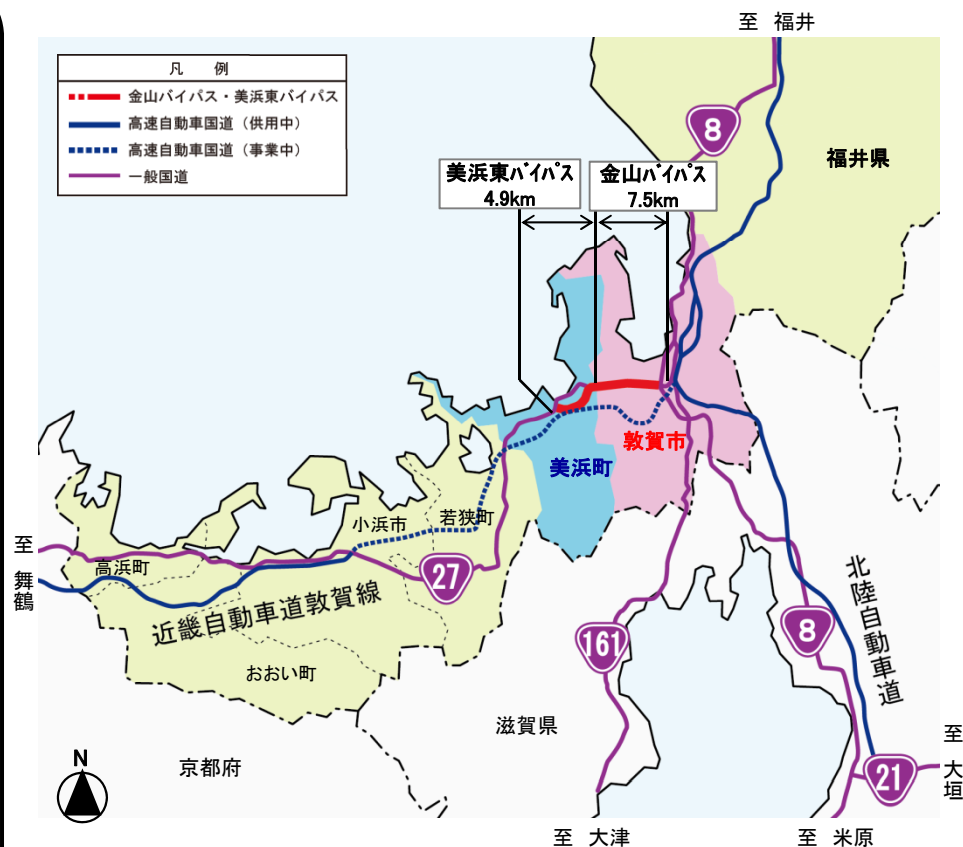 至 福井
凡 例
金山バイパス・美浜東バイパス
高速自動車国道（供用中）
高速自動車国道（事業中）
一般国道
8
福井県
美浜東バイパス
4.9km
金山バイパス
7.5km
敦賀市
美浜町
小浜市
若狭町
至 舞鶴
高浜町
27
近畿自動車道敦賀線
おおい町
161
8
北陸自動車道
滋賀県
京都府
N
21
至 大垣
至 大津
至 米原